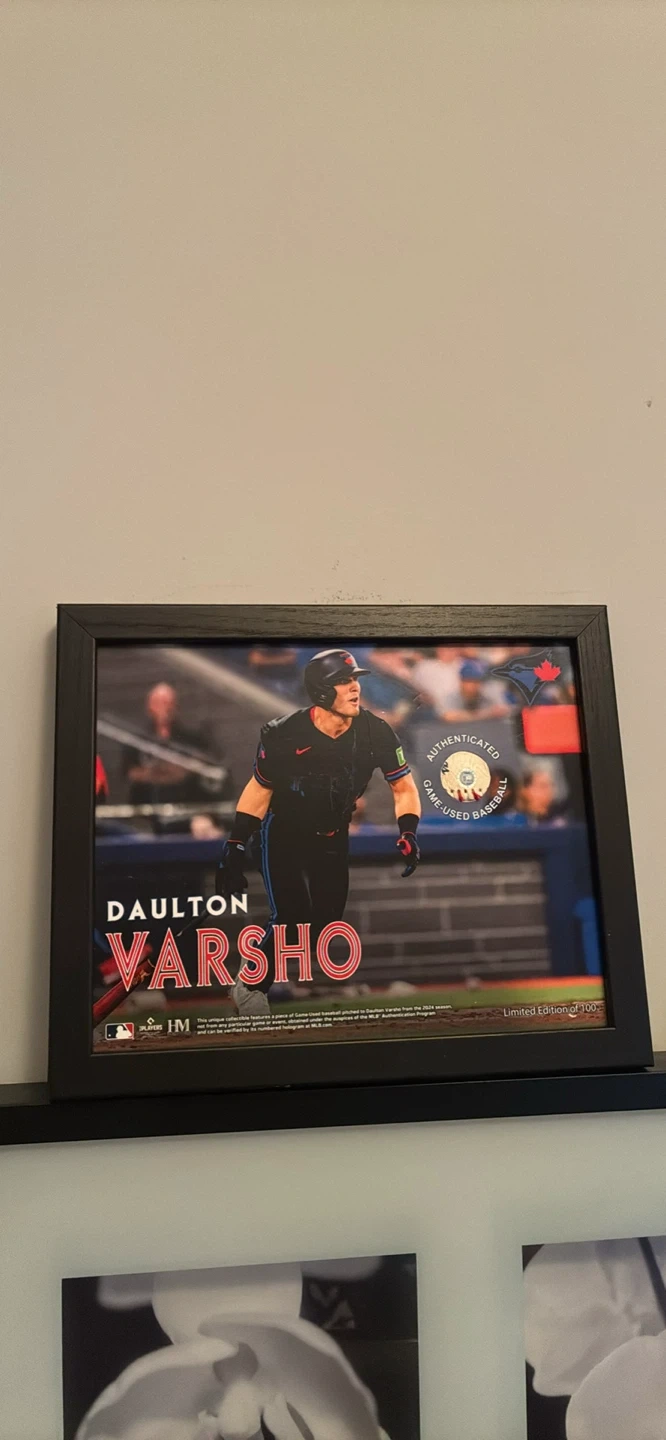 AUTHENTICATED
GAME-USED BASEBALL
DAULTON
VARSHO
This unique collectible features a piece of Game-Used baseball pitched to Daulton Varsho from the 2024 season.
not from any particular game or event, obtained under the auspices of the MLB® Authentication Program
and can be verified by its numbered hologram at MLB.com
PLAYERS
HM
Limited Edition of 100